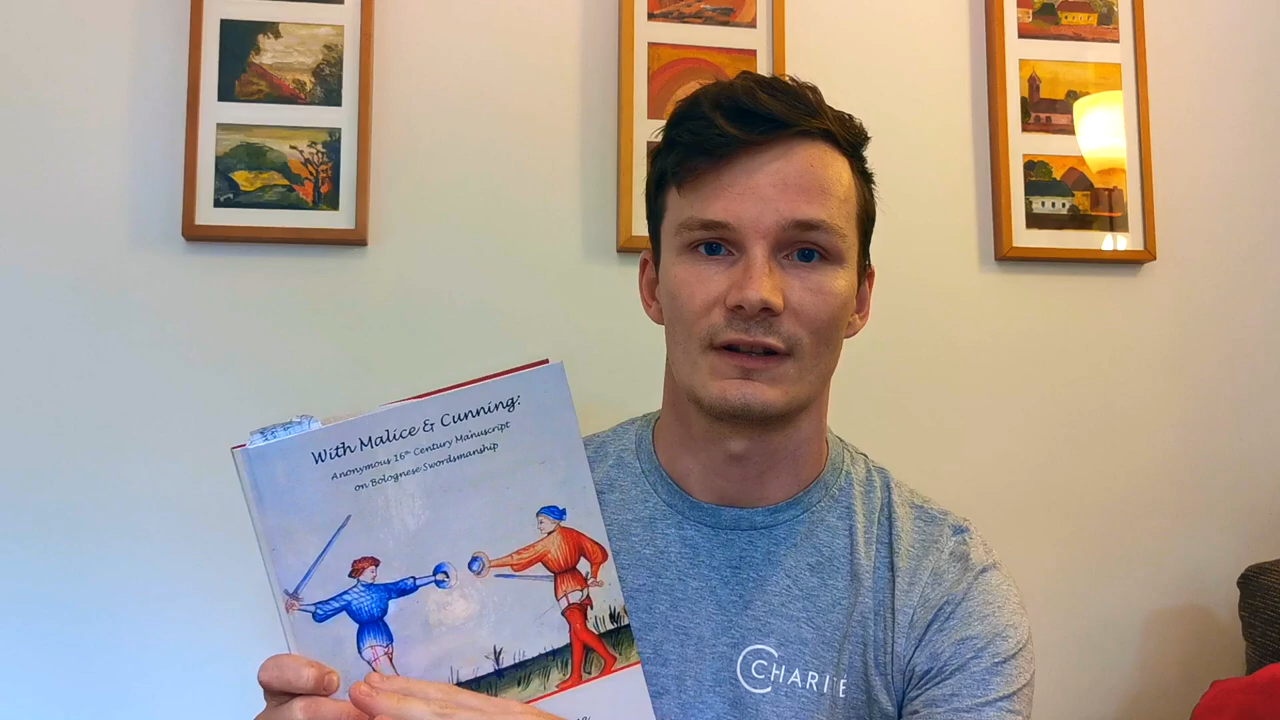 With Malice & Cunning:
Anonymous 16th Century Manuscript
on Bolognese Swordsmanship
CHARITÉ